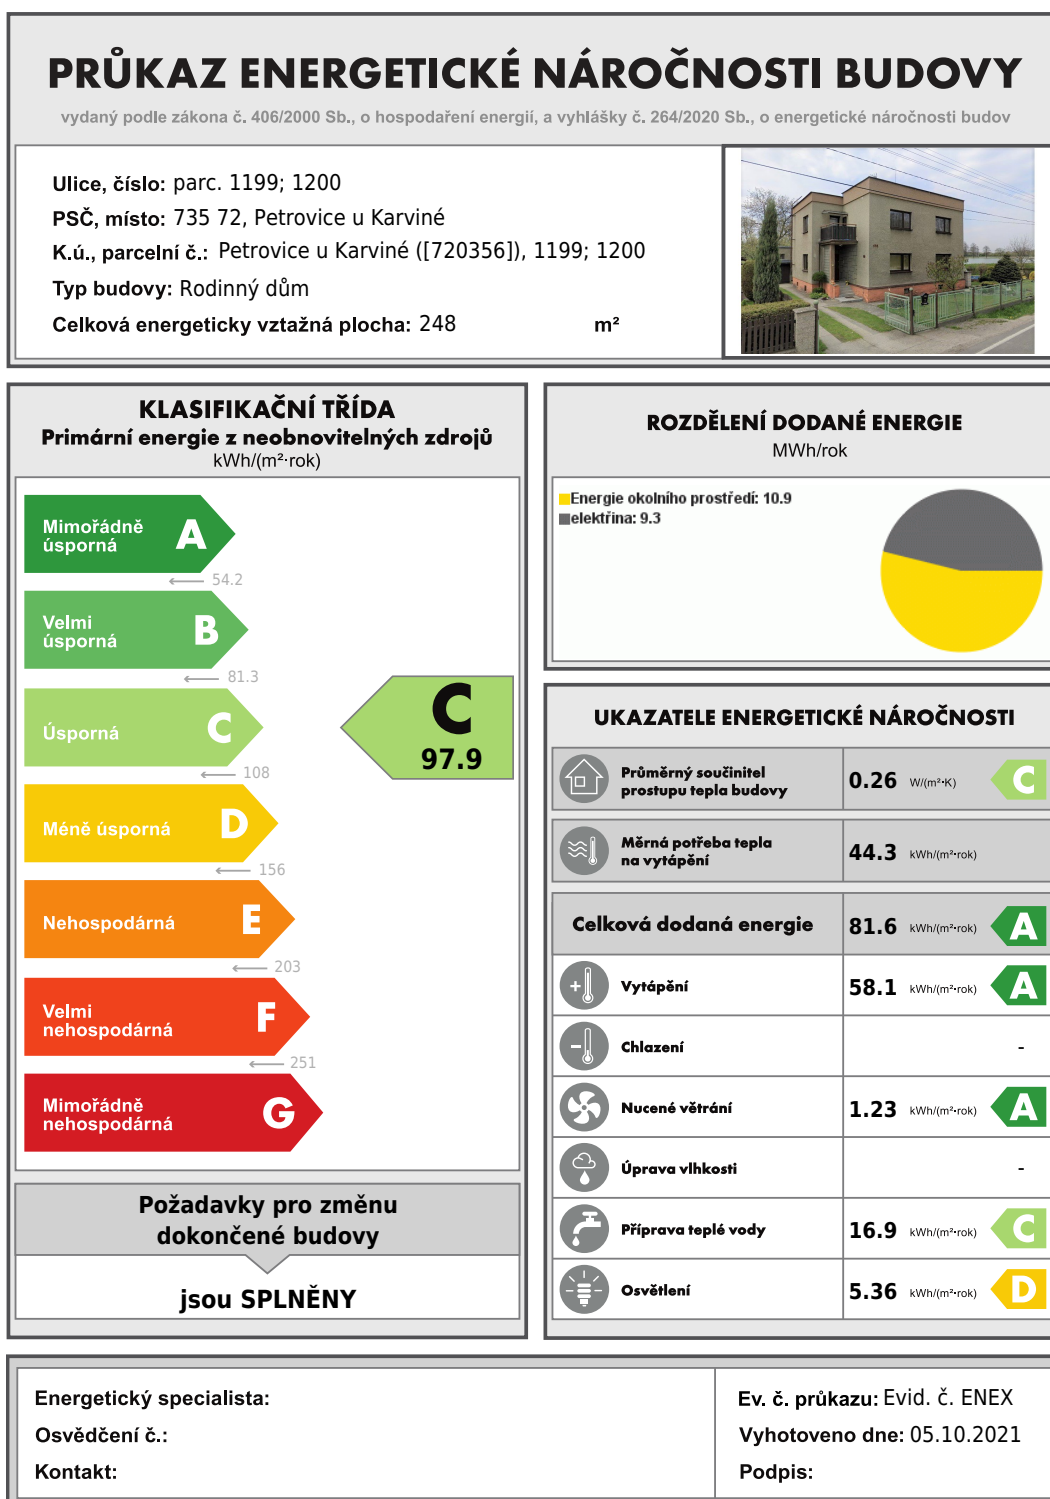 PRŮKAZ ENERGETICKÉ NÁROČNOSTI BUDOVY
vydaný podle zákona č. 406/2000 Sb., o hospodaření energií, a vyhlášky č. 264/2020 Sb., o energetické náročnosti budov
Ulice, číslo: parc. 1199; 1200
PSČ, místo: 735 72, Petrovice u Karviné
K.ú., parcelní č.: Petrovice u Karviné ([720356]), 1199; 1200
Typ budovy: Rodinný dům
Celková energeticky vztažná plocha: 248 m²
KLASIFIKAČNÍ TŘÍDA
Primární energie z neobnovitelných zdrojů
kWh/(m²·rok)
Mimořádně
úsporná
A
54.2
Velmi
úsporná
B
81.3
Úsporná
C
108
Méně úsporná
D
156
Nehospodárná
E
203
Velmi
nehospodárná
F
251
Mimořádně
nehospodárná
G
C
97.9
Požadavky pro změnu
dokončené budovy
jsou SPLNĚNY
ROZDĚLENÍ DODANÉ ENERGIE
MWh/rok
Energie okolního prostředí: 10.9
elektřina: 9.3
UKAZATELE ENERGETICKÉ NÁROČNOSTI
Průměrný součinitel
prostupu tepla budovy
0.26 W/(m²·K) C
Měrná potřeba tepla
na vytápění
44.3 kWh/(m²·rok)
Celková dodaná energie 81.6 kWh/(m²·rok) A
Vytápění 58.1 kWh/(m²·rok) A
Chlazení -
Nucené větrání 1.23 kWh/(m²·rok) A
Úprava vlhkosti -
Příprava teplé vody 16.9 kWh/(m²·rok) C
Osvětlení 5.36 kWh/(m²·rok) D
Energetický specialista:
Osvědčení č.:
Kontakt:
Ev. č. průkazu: Evid. č. ENEX
Vyhotoveno dne: 05.10.2021
Podpis: